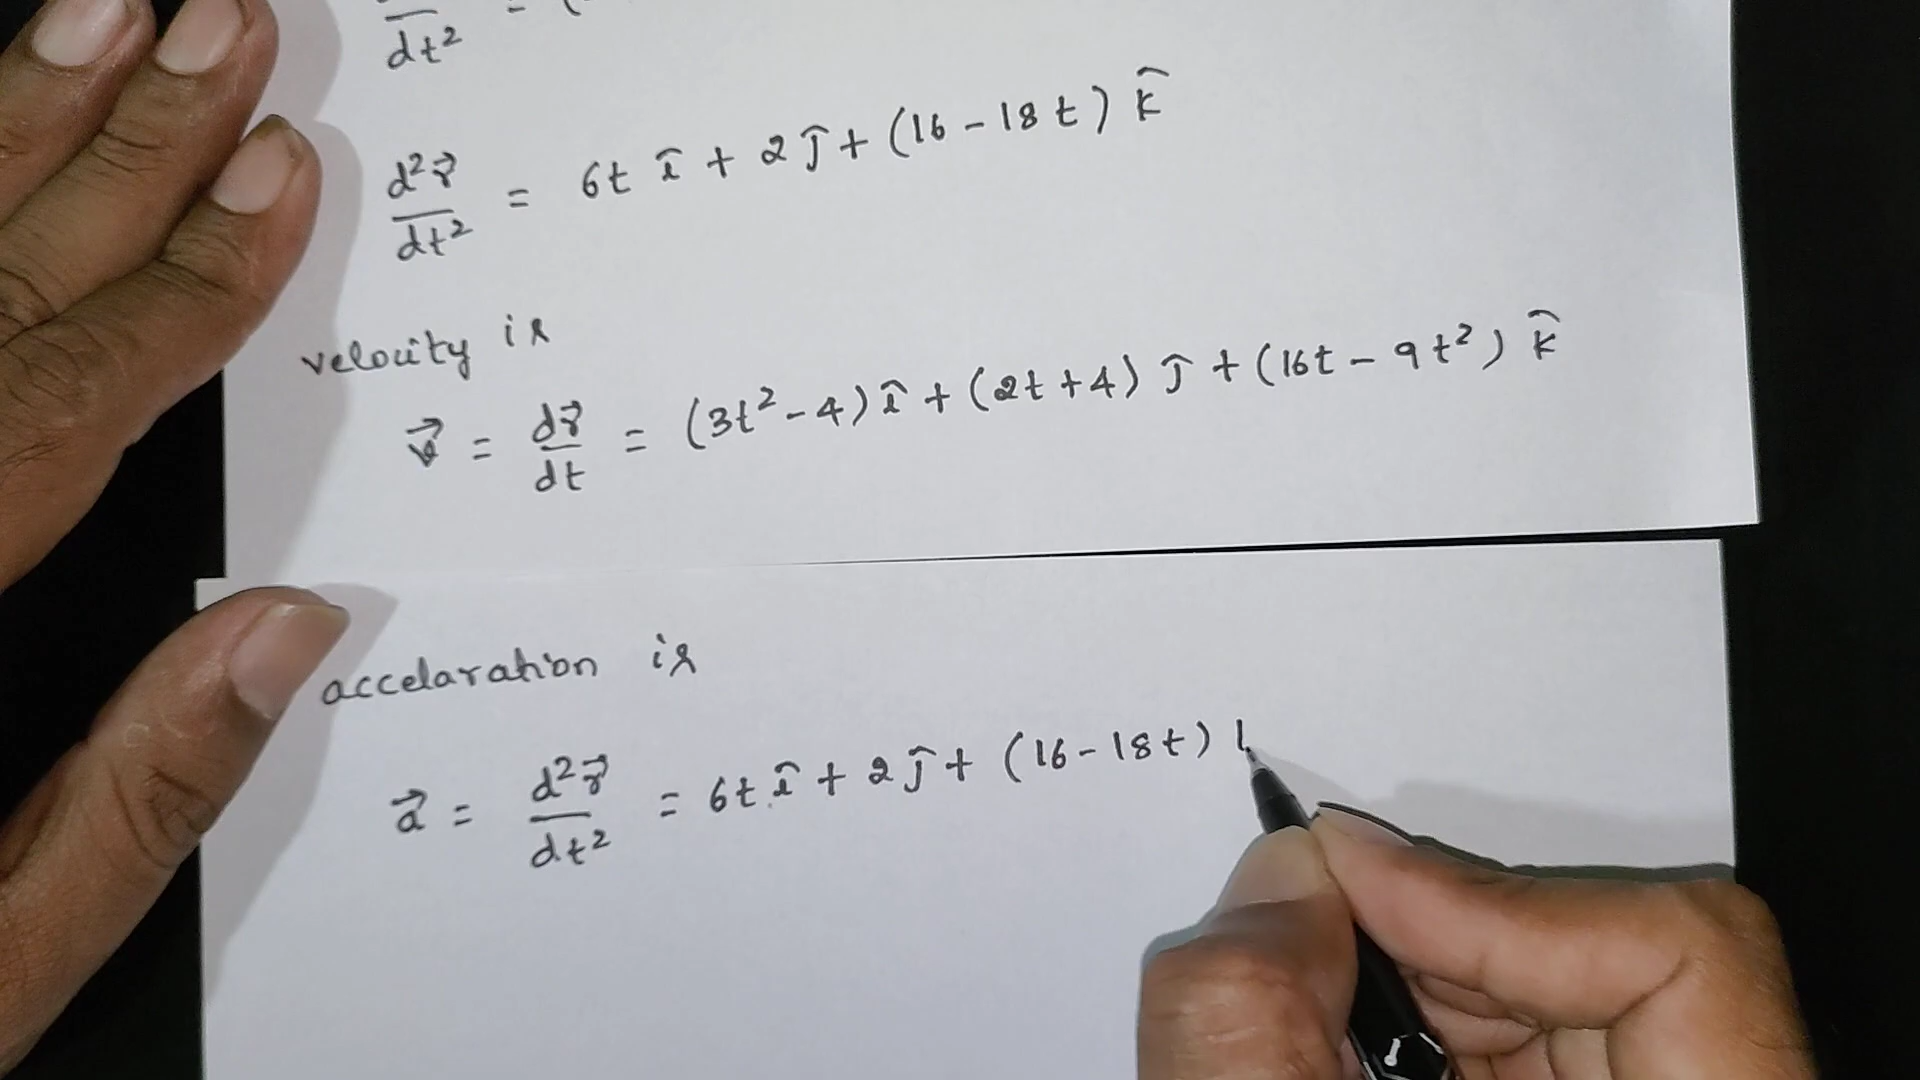 dt² = (
d²r⃗/dt² = 6t î + 2ĵ + (16 - 18t) k̂
velocity is
v⃗ = dr⃗/dt = (3t² - 4) î + (2t + 4) ĵ + (16t - 9t²) k̂
accelaration is
a⃗ = d²r⃗/dt² = 6t î + 2ĵ + (16 - 18t)